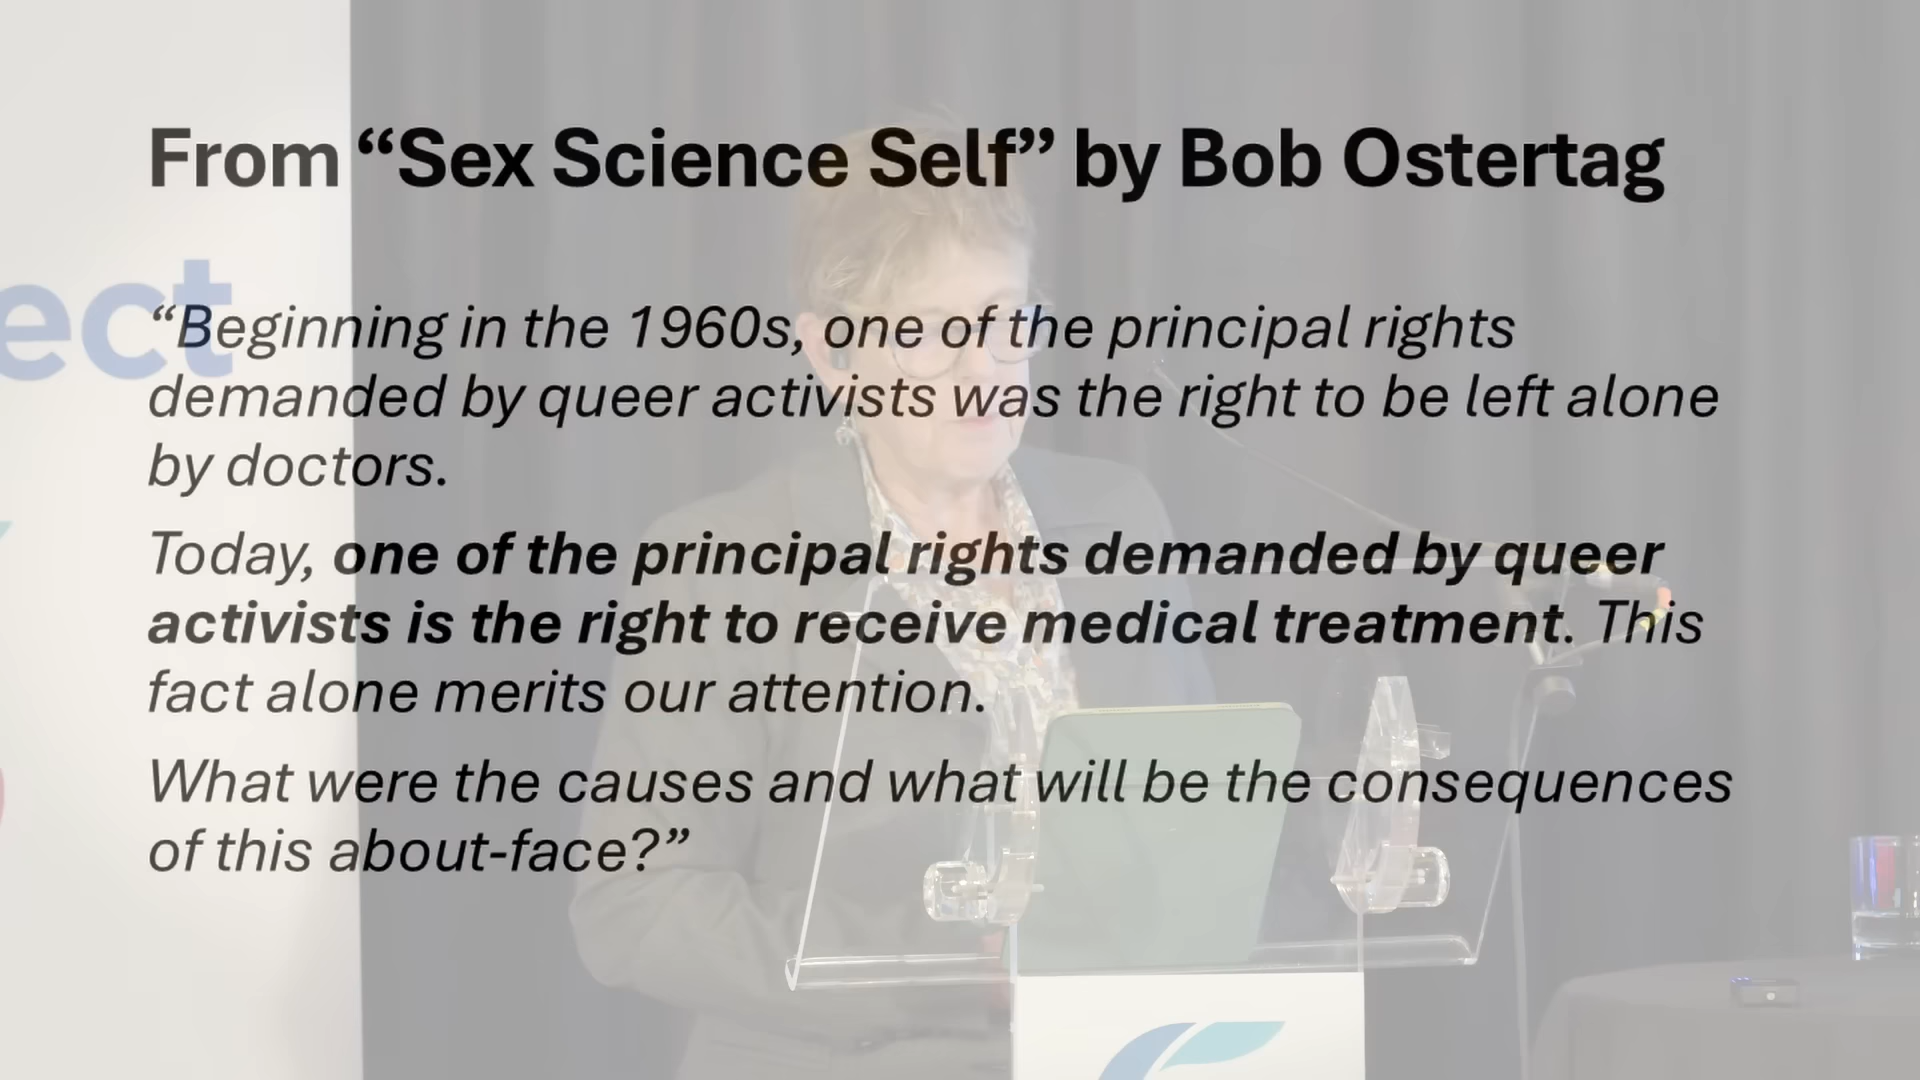 From “Sex Science Self” by Bob Ostertag
ect
“Beginning in the 1960s, one of the principal rights
demanded by queer activists was the right to be left alone
by doctors.
Today, one of the principal rights demanded by queer
activists is the right to receive medical treatment. This
fact alone merits our attention.
What were the causes and what will be the consequences
of this about-face?”